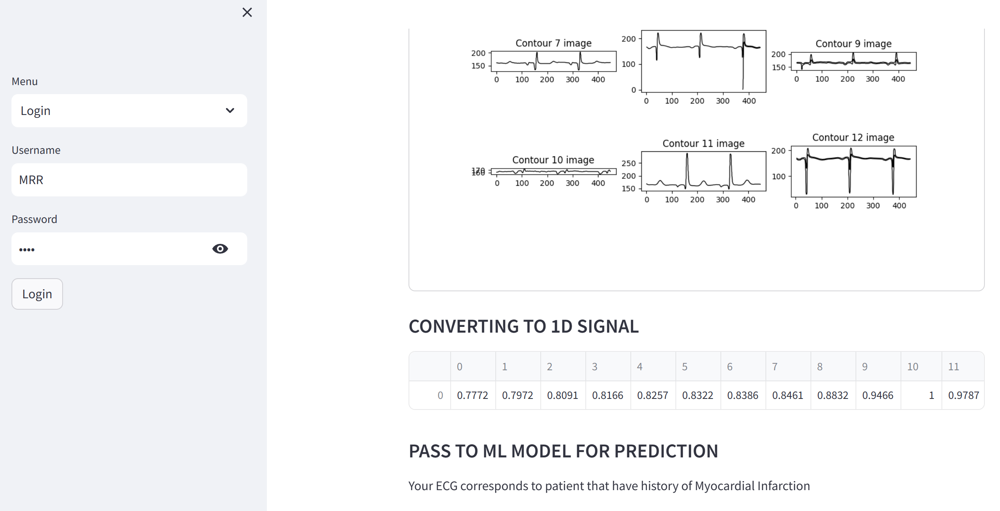 Menu
Login
Username
MRR
Password
••••
Login
Contour 7 image
200
150
0 100 200 300 400
200
100
0
0 100 200 300 400
Contour 9 image
200
150
0 100 200 300 400
Contour 10 image
170
160
0 100 200 300 400
Contour 11 image
250
200
150
0 100 200 300 400
Contour 12 image
200
100
0 100 200 300 400
CONVERTING TO 1D SIGNAL
0 1 2 3 4 5 6 7 8 9 10 11
0 0.7772 0.7972 0.8091 0.8166 0.8257 0.8322 0.8386 0.8461 0.8832 0.9466 1 0.9787
PASS TO ML MODEL FOR PREDICTION
Your ECG corresponds to patient that have history of Myocardial Infarction